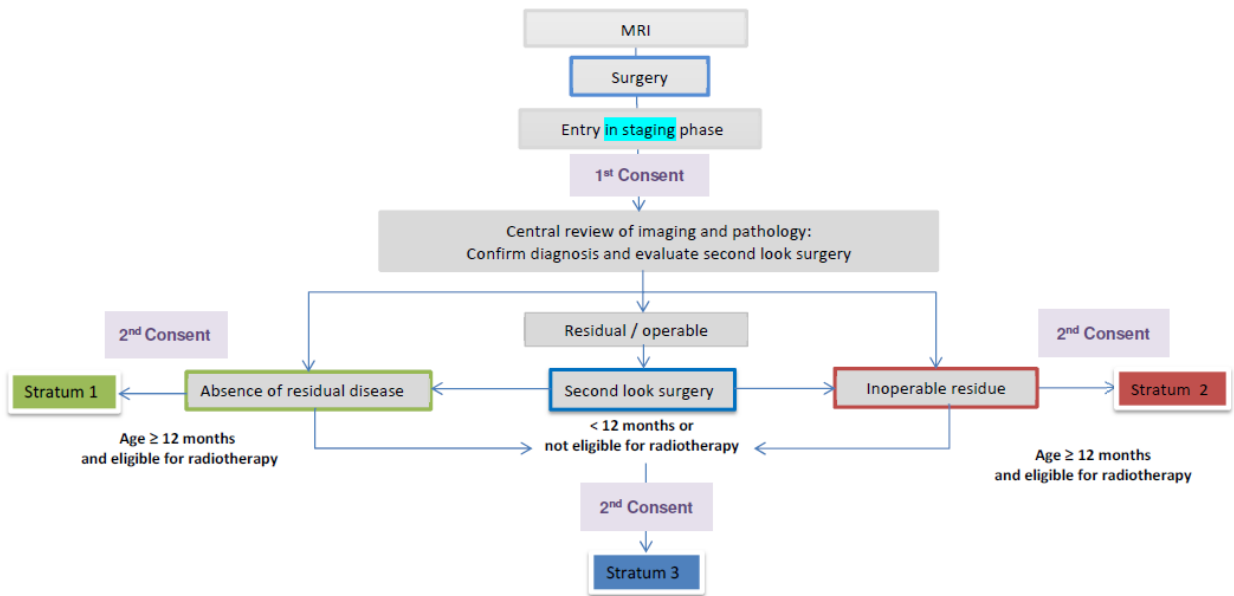 MRI
Surgery
Entry in staging phase
1st Consent
Central review of imaging and pathology:
Confirm diagnosis and evaluate second look surgery
2nd Consent
Residual / operable
2nd Consent
Stratum 1
Absence of residual disease
Second look surgery
Inoperable residue
Stratum 2
Age ≥ 12 months
and eligible for radiotherapy
< 12 months or
not eligible for radiotherapy
Age ≥ 12 months
and eligible for radiotherapy
2nd Consent
Stratum 3